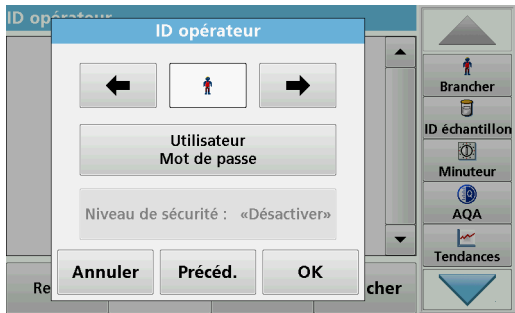 ID opérateur
ID opérateur
Utilisateur
Mot de passe
Niveau de sécurité : «Désactiver»
Annuler
Précéd.
OK
Re
cher
Brancher
ID échantillon
Minuteur
AQA
Tendances